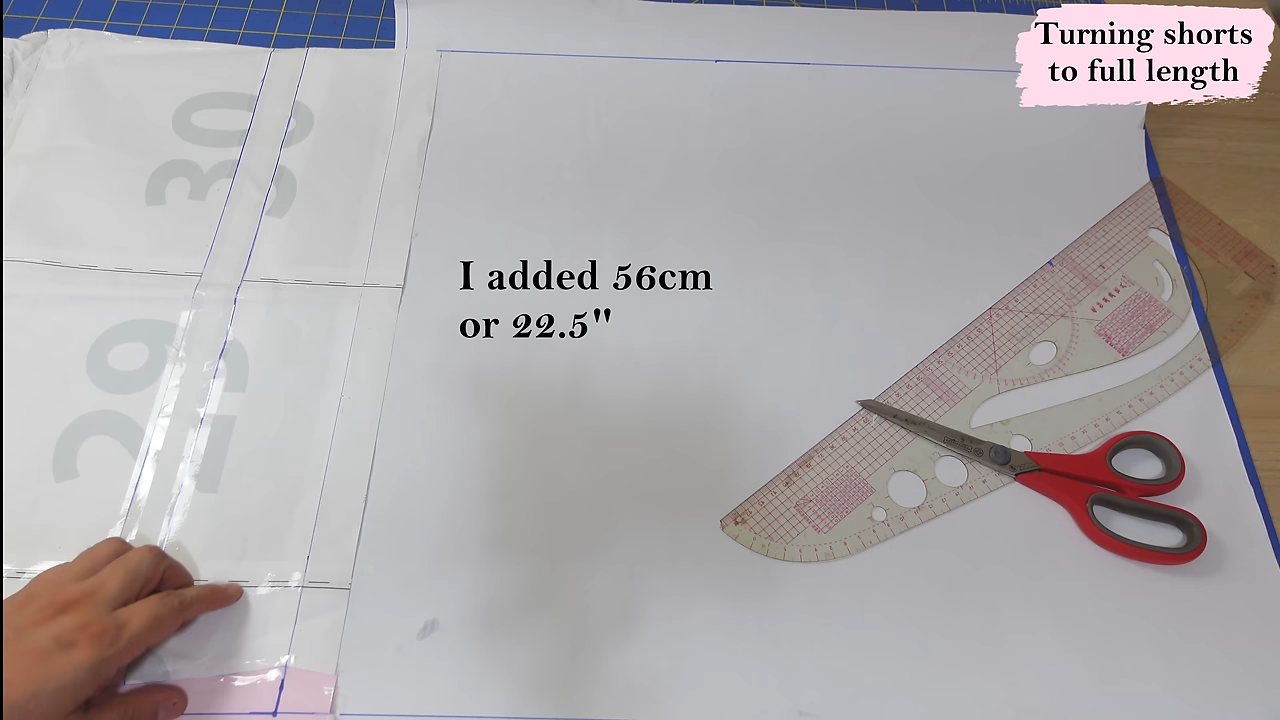 Turning shorts
to full length
30
I added 56cm
or 22.5"
29